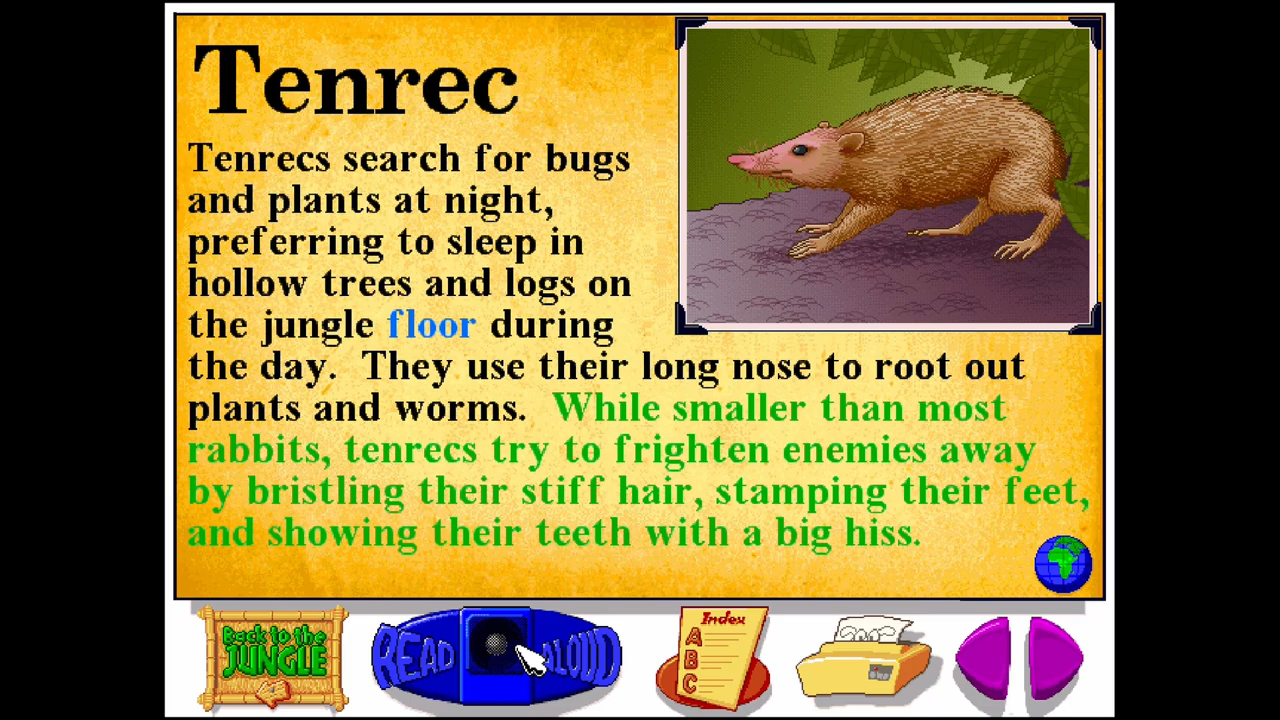 Tenrec
Tenrecs search for bugs
and plants at night,
preferring to sleep in
hollow trees and logs on
the jungle floor during
the day.  They use their long nose to root out
plants and worms.  While smaller than most
rabbits, tenrecs try to frighten enemies away
by bristling their stiff hair, stamping their feet,
and showing their teeth with a big hiss.
Back to the
JUNGLE
READ ALOUD
Index
A
B
C